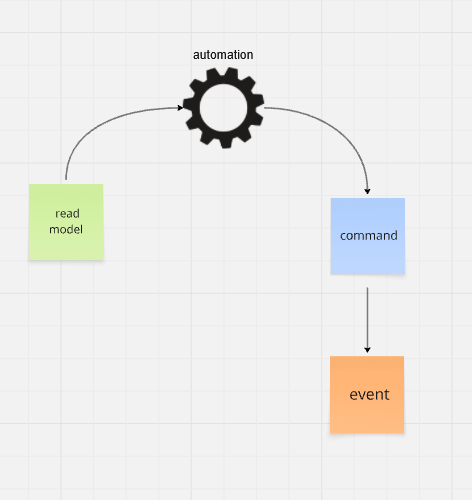 automation
read
model
command
event